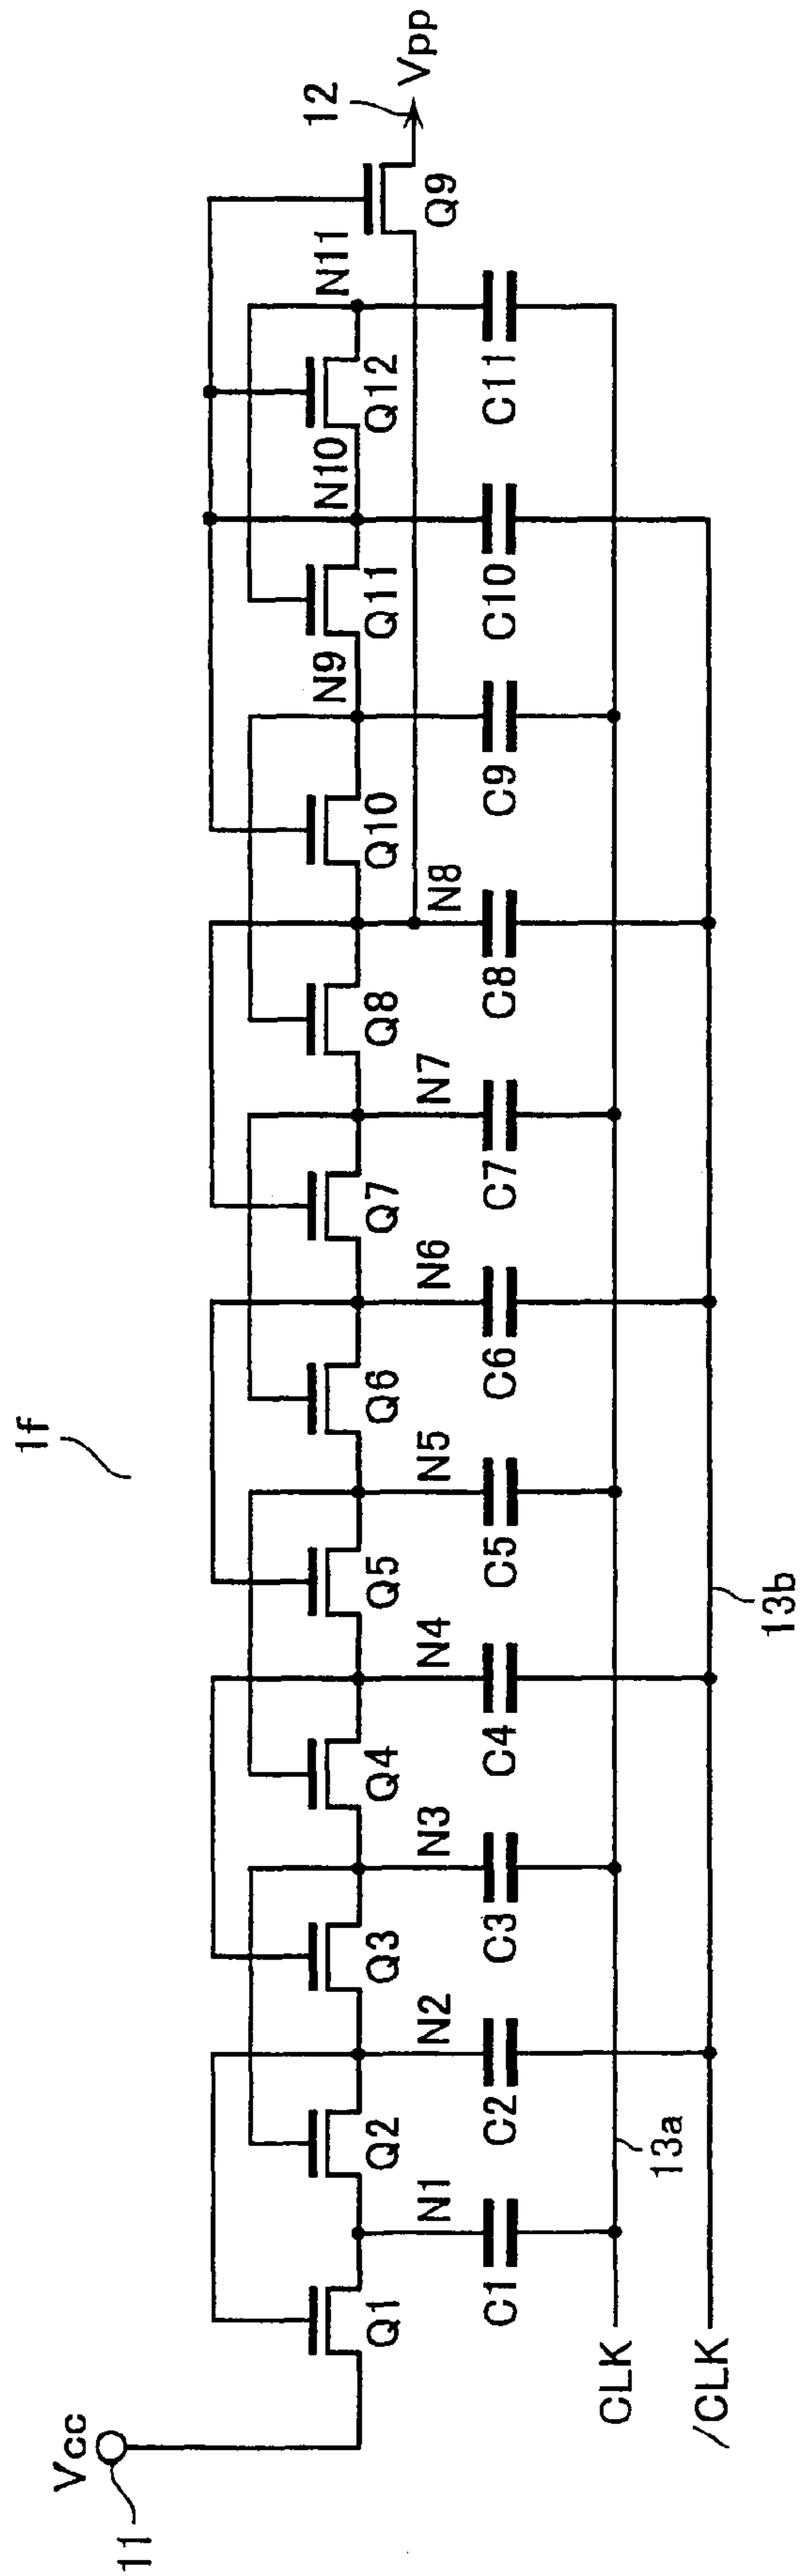 1f
Vcc
11
12
Vpp
Q1
Q2
Q3
Q4
Q5
Q6
Q7
Q8
Q10
Q11
Q12
Q9
N1
N2
N3
N4
N5
N6
N7
N8
N9
N10
N11
C1
C2
C3
C4
C5
C6
C7
C8
C9
C10
C11
CLK
13a
/CLK
13b